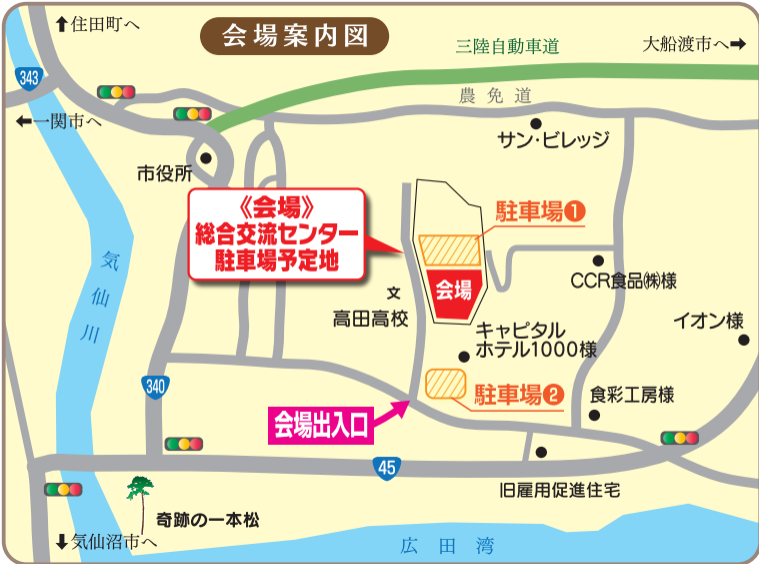 住田町へ
会場案内図
三陸自動車道
大船渡市へ
343
農免道
一関市へ
サン・ビレッジ
市役所
《会場》
総合交流センター
駐車場予定地
駐車場❶
気仙川
会場
CCR食品㈱様
文
高田高校
キャピタル
ホテル1000様
イオン様
340
駐車場❷
食彩工房様
会場出入口
45
旧雇用促進住宅
奇跡の一本松
気仙沼市へ
広田湾